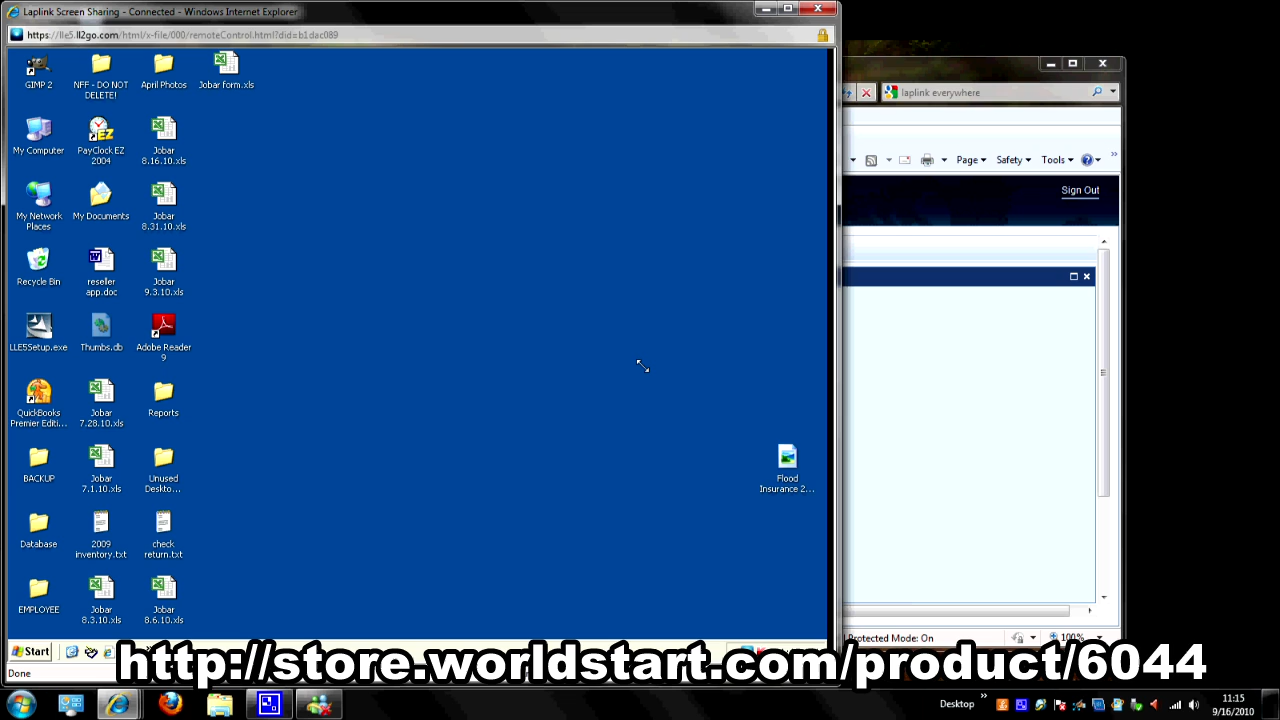 Laplink Screen Sharing - Connected - Windows Internet Explorer
https://lle5.ll2go.com/html/x-file/000/remoteControl.html?did=b1dac089
laplink everywhere
Page
Safety
Tools
Sign Out
GIMP 2
NFF - DO NOT
DELETE!
April Photos
Jobar form.xls
My Computer
PayClock EZ
2004
Jobar
8.16.10.xls
My Network
Places
My Documents
Jobar
8.31.10.xls
Recycle Bin
reseller
app.doc
Jobar
9.3.10.xls
LLE5Setup.exe
Thumbs.db
Adobe Reader
9
QuickBooks
Premier Editi...
Jobar
7.28.10.xls
Reports
BACKUP
Jobar
7.1.10.xls
Unused
Deskto...
Flood
Insurance 2...
Database
2009
inventory.txt
check
return.txt
EMPLOYEE
Jobar
8.3.10.xls
Jobar
8.6.10.xls
Start
Protected Mode: On
100%
Done
http://store.worldstart.com/product/6044
Desktop
11:15
9/16/2010